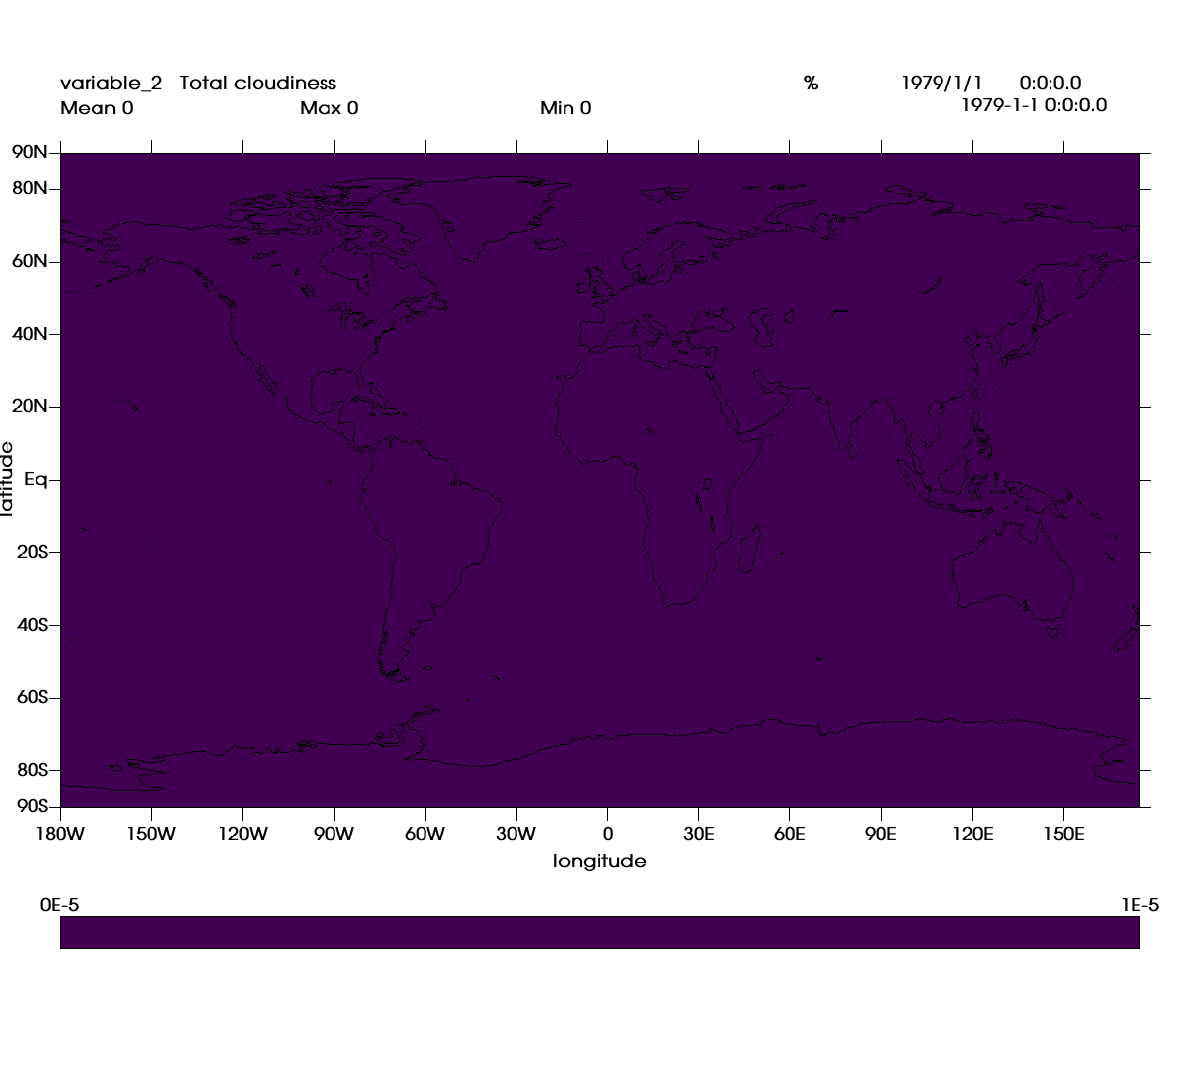 variable_2 Total cloudiness % 1979/1/1 0:0:0.0
Mean 0 Max 0 Min 0 1979-1-1 0:0:0.0
90N
80N
60N
40N
20N
Eq
20S
40S
60S
80S
90S
latitude
180W 150W 120W 90W 60W 30W 0 30E 60E 90E 120E 150E
longitude
0E-5 1E-5